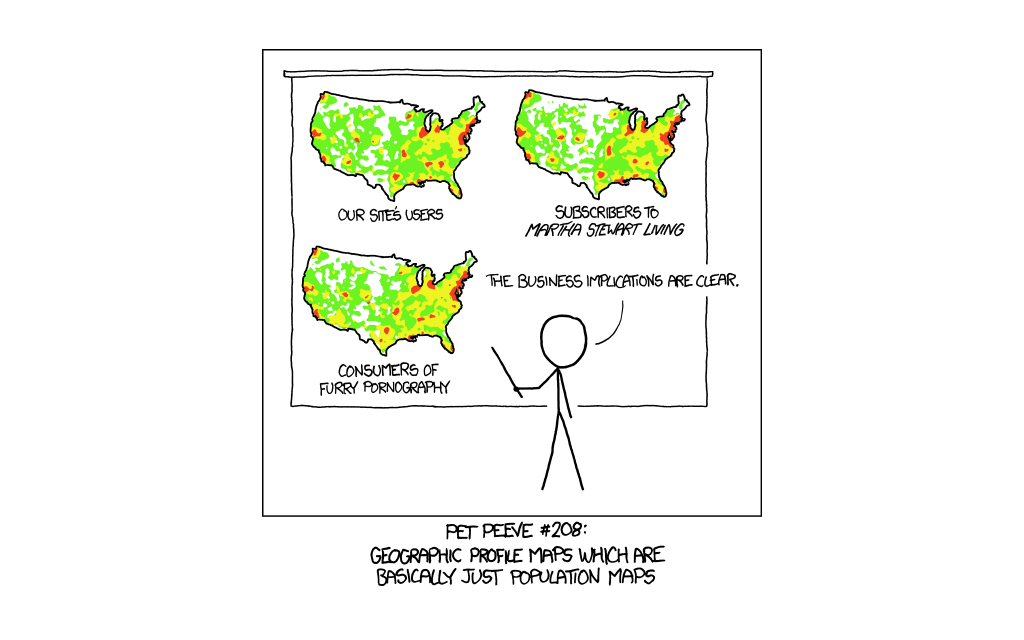 OUR SITE'S USERS
SUBSCRIBERS TO
MARTHA STEWART LIVING
THE BUSINESS IMPLICATIONS ARE CLEAR.
CONSUMERS OF
FURRY PORNOGRAPHY
PET PEEVE #208:
GEOGRAPHIC PROFILE MAPS WHICH ARE
BASICALLY JUST POPULATION MAPS